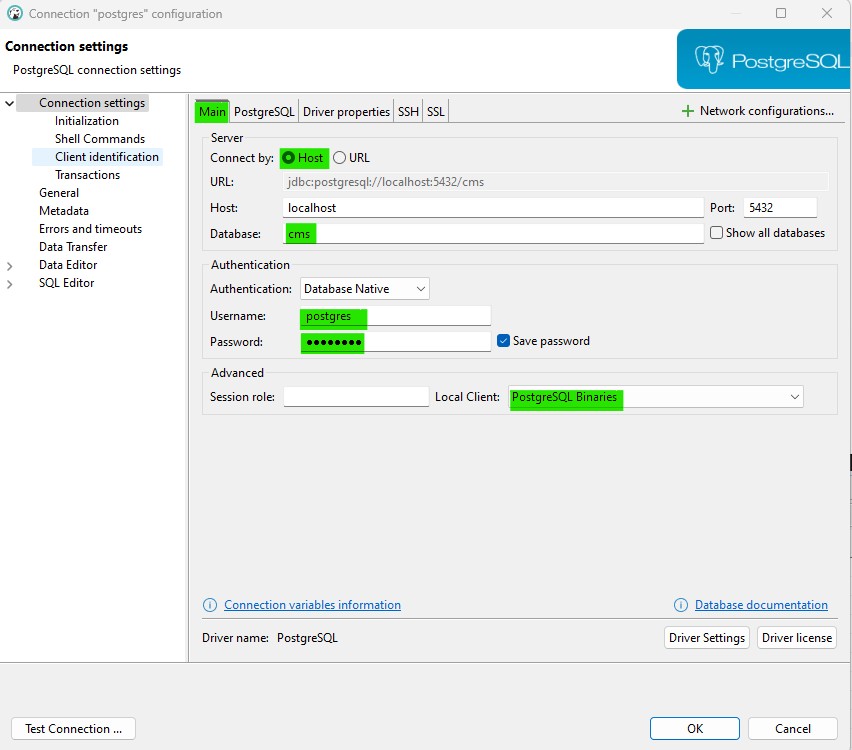 Connection "postgres" configuration
Connection settings
PostgreSQL connection settings
PostgreSQL
Connection settings
Initialization
Shell Commands
Client identification
Transactions
General
Metadata
Errors and timeouts
Data Transfer
Data Editor
SQL Editor
Main PostgreSQL Driver properties SSH SSL Network configurations...
Server
Connect by: Host URL
URL: jdbc:postgresql://localhost:5432/cms
Host: localhost Port: 5432
Database: cms Show all databases
Authentication
Authentication: Database Native
Username: postgres
Password: ●●●●●●●● Save password
Advanced
Session role: Local Client: PostgreSQL Binaries
Connection variables information Database documentation
Driver name: PostgreSQL Driver Settings Driver license
Test Connection ... OK Cancel